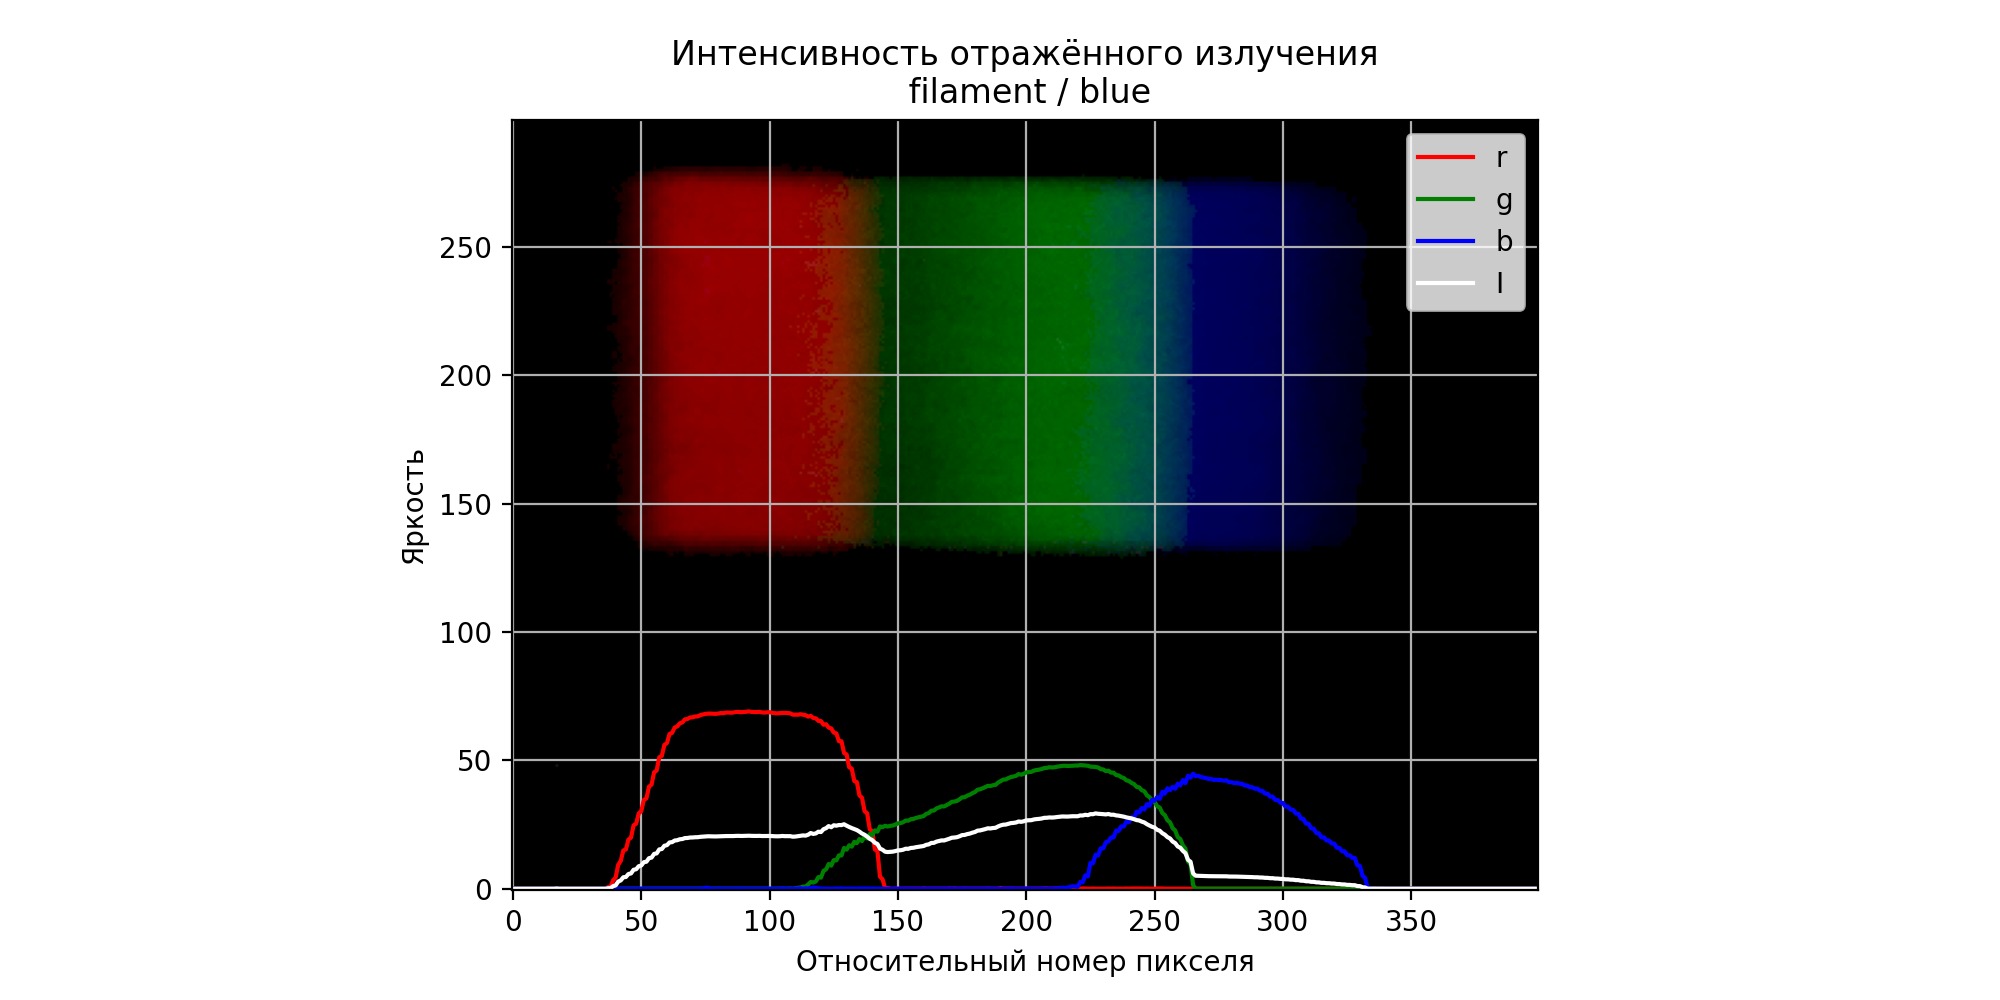 Интенсивность отражённого излучения
filament / blue
r
g
b
I
250
200
150
100
50
0
Яркость
0 50 100 150 200 250 300 350
Относительный номер пикселя